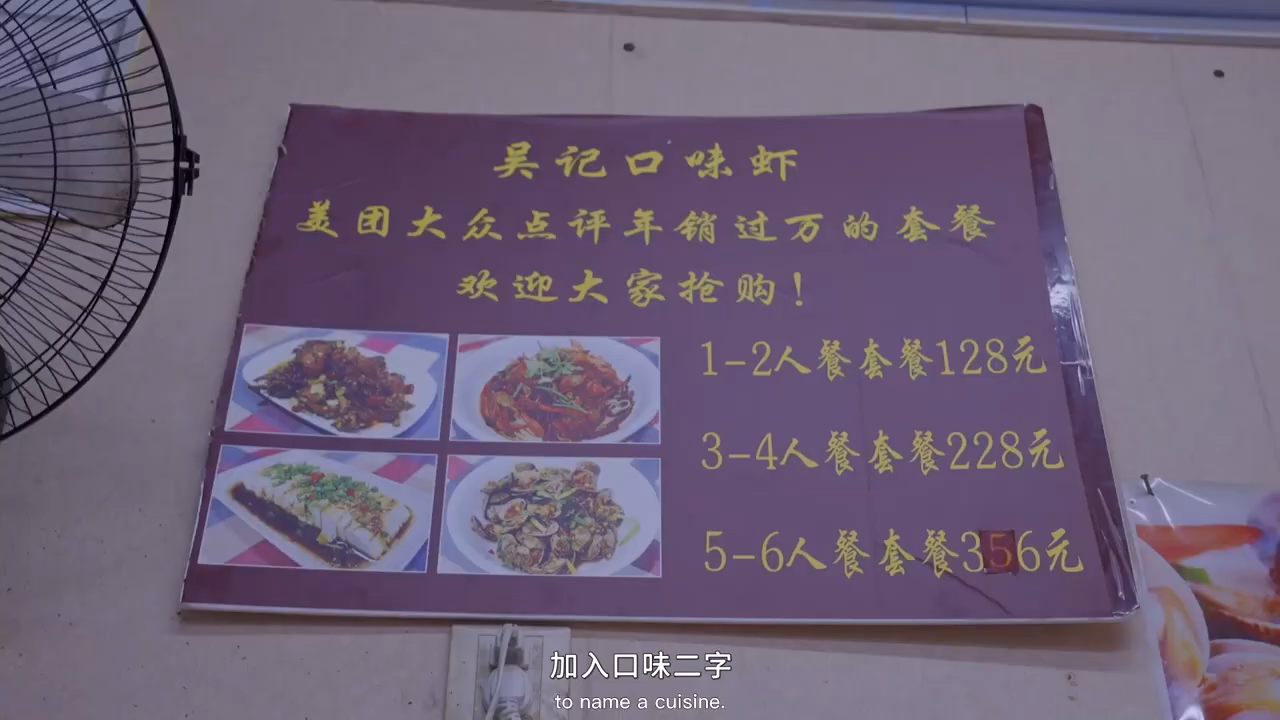 吴记口味虾
美团大众点评年销过万的套餐
欢迎大家抢购!
1-2人餐套餐128元
3-4人餐套餐228元
5-6人餐套餐356元
加入口味二字
to name a cuisine.